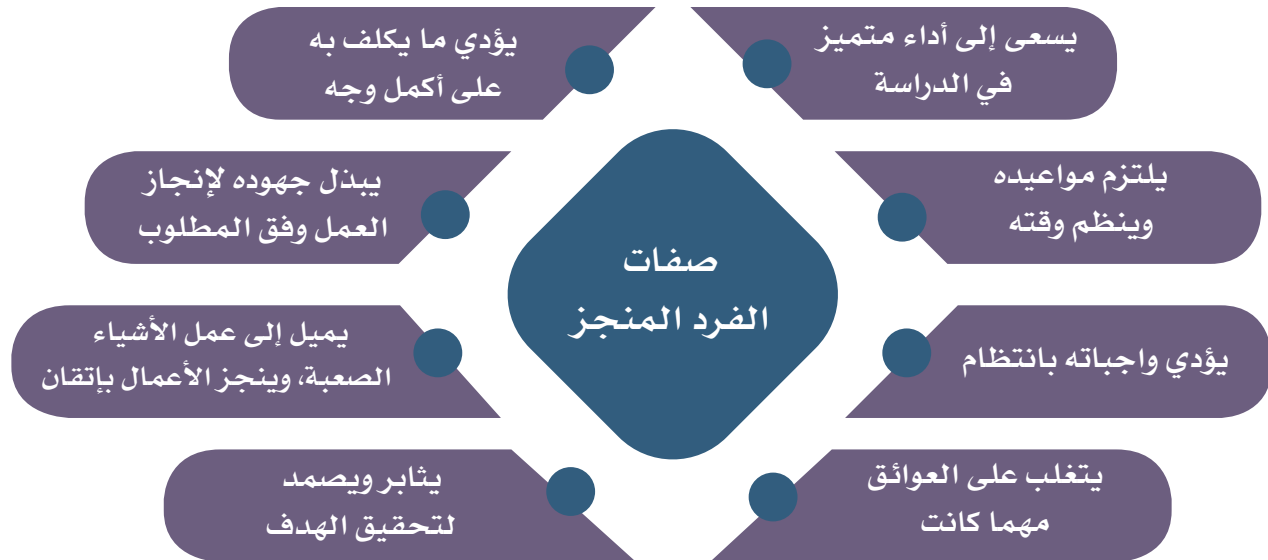 صفات
الفرد المنجز
يسعى إلى أداء متميز
في الدراسة
يلتزم مواعيده
وينظم وقته
يؤدي واجباته بانتظام
يتغلب على العوائق
مهما كانت
يؤدي ما يكلف به
على أكمل وجه
يبذل جهوده لإنجاز
العمل وفق المطلوب
يميل إلى عمل الأشياء
الصعبة، وينجز الأعمال بإتقان
يثابر ويصمد
لتحقيق الهدف